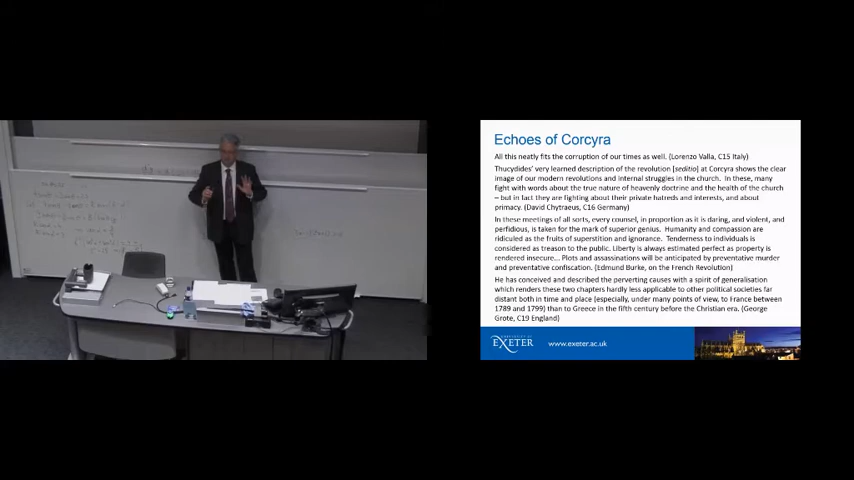 Echoes of Corcyra
All this neatly fits the corruption of our times as well. (Lorenzo Valla, C15 Italy)
Thucydides' very learned description of the revolution [seditio] at Corcyra shows the clear
image of our modern revolutions and internal struggles in the church. In these, many
fight with words about the true nature of heavenly doctrine and the health of the church
– but in fact they are fighting about their private hatreds and interests, and about
primacy. (David Chytraeus, C16 Germany)
In these meetings of all sorts, every counsel, in proportion as it is daring, and violent, and
perfidious, is taken for the mark of superior genius. Humanity and compassion are
ridiculed as the fruits of superstition and ignorance. Tenderness to individuals is
considered as treason to the public. Liberty is always estimated perfect as property is
rendered insecure... Plots and assassinations will be anticipated by preventative murder
and preventative confiscation. (Edmund Burke, on the French Revolution)
He has conceived and described the perverting causes with a spirit of generalisation
which renders these two chapters hardly less applicable to other political societies far
distant both in time and place (especially, under many points of view, to France between
1789 and 1799) than to Greece in the fifth century before the Christian era. (George
Grote, C19 England)
EXETER
www.exeter.ac.uk